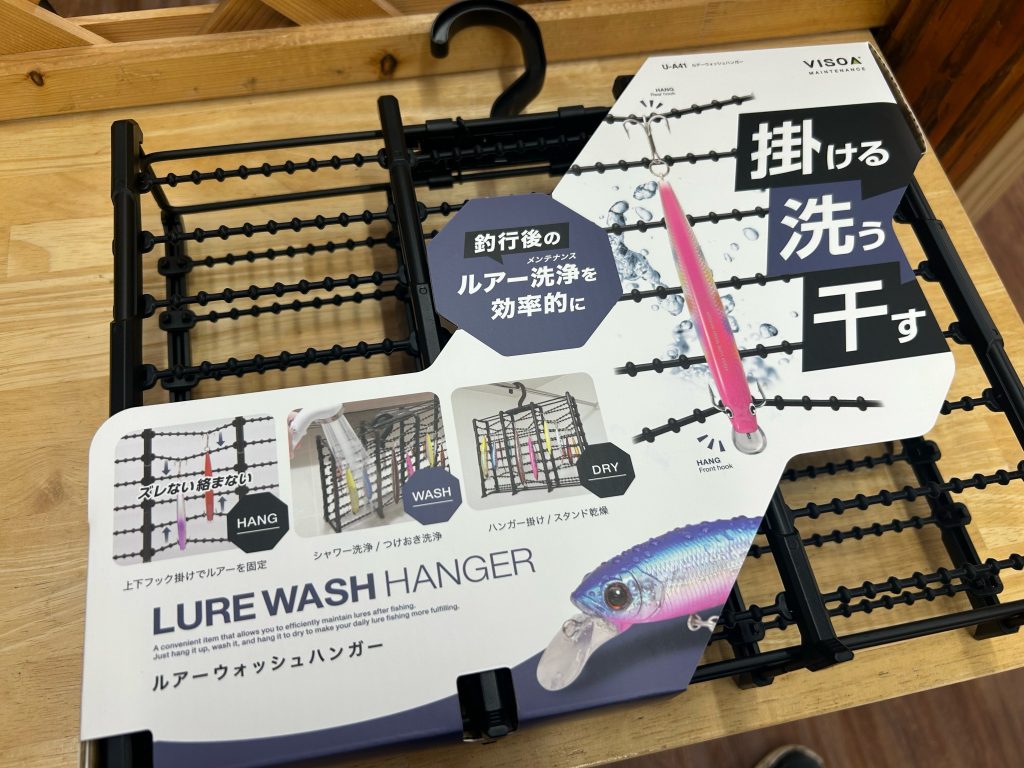 U-A41 ルアーウォッシュハンガー
VISOA
MAINTENANCE
HANG
Rear hook
掛ける
洗う
干す
釣行後の
メンテナンス
ルアー洗浄を
効率的に
HANG
Front hook
ズレない絡まない
HANG
WASH
DRY
上下フック掛けでルアーを固定
シャワー洗浄 / つけおき洗浄
ハンガー掛け / スタンド乾燥
LURE WASH HANGER
A convenient item that allows you to efficiently maintain lures after fishing.
Just hang it up, wash it, and hang it to dry to make your daily lure fishing more fulfilling.
ルアーウォッシュハンガー